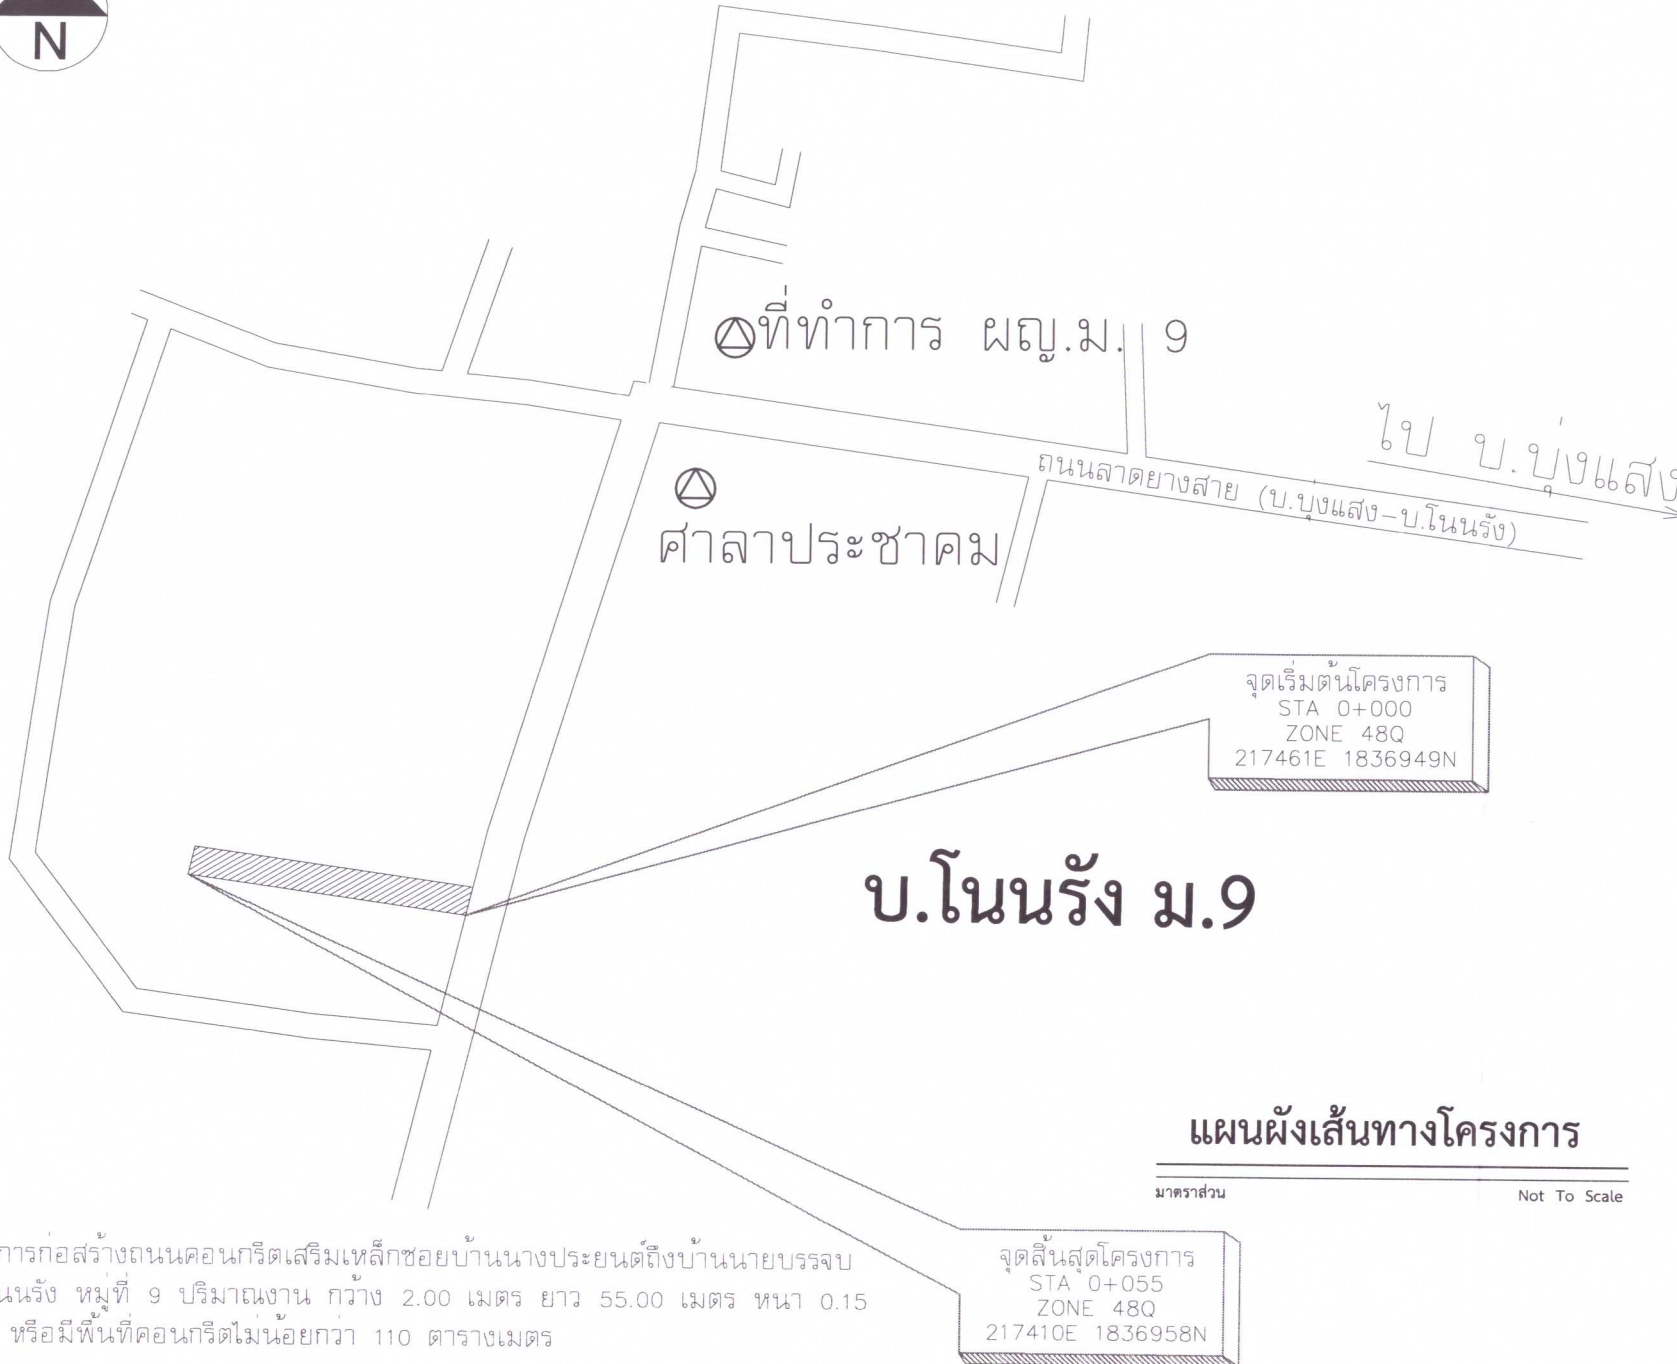 N
ที่ทำการ ผญ.ม. 9
ไป บ.บุ่งแสง
ถนนลาดยางสาย (บ.บุ่งแสง-บ.โนนรัง)
ศาลาประชาคม
จุดเริ่มต้นโครงการ
STA 0+000
ZONE 48Q
217461E 1836949N
บ.โนนรัง ม.9
แผนผังเส้นทางโครงการ
มาตราส่วน Not To Scale
การก่อสร้างถนนคอนกรีตเสริมเหล็กซอยบ้านนางประยนต์ถึงบ้านนายบรรจบ
นนรัง หมู่ที่ 9 ปริมาณงาน กว้าง 2.00 เมตร ยาว 55.00 เมตร หนา 0.15
หรือมีพื้นที่คอนกรีตไม่น้อยกว่า 110 ตารางเมตร
จุดสิ้นสุดโครงการ
STA 0+055
ZONE 48Q
217410E 1836958N